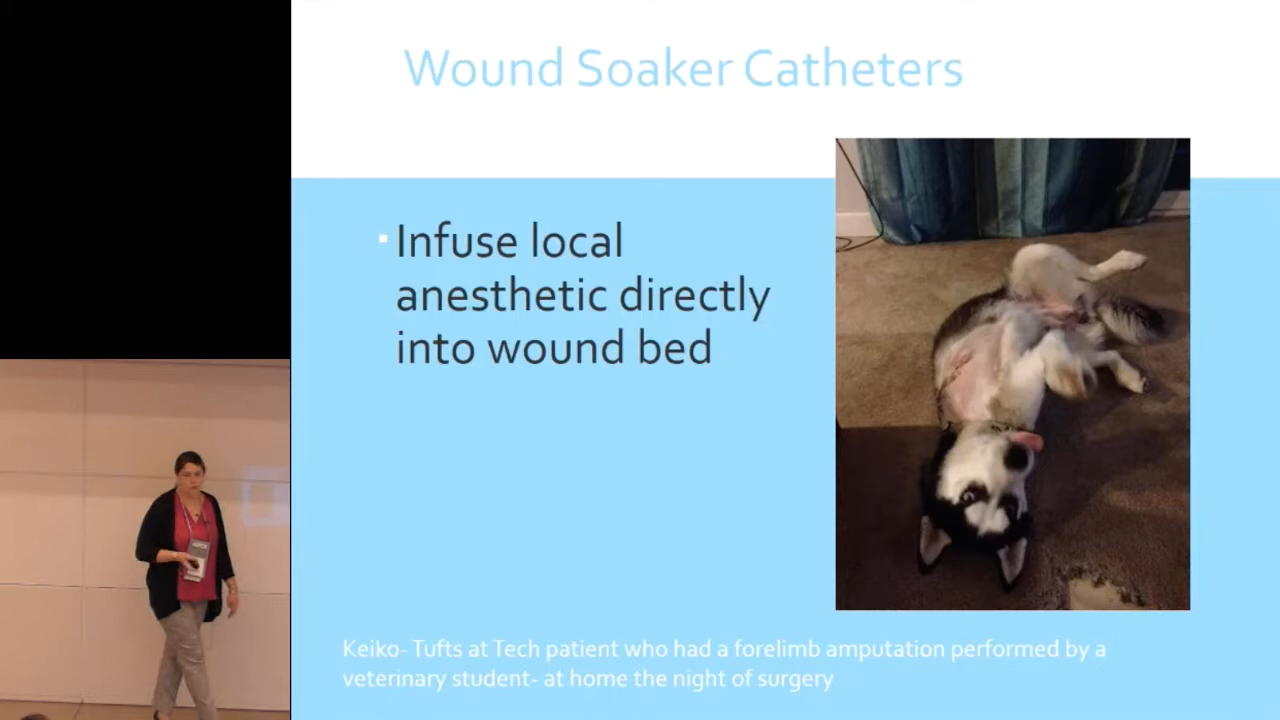 Wound Soaker Catheters
Infuse local
anesthetic directly
into wound bed
Keiko- Tufts at Tech patient who had a forelimb amputation performed by a
veterinary student- at home the night of surgery